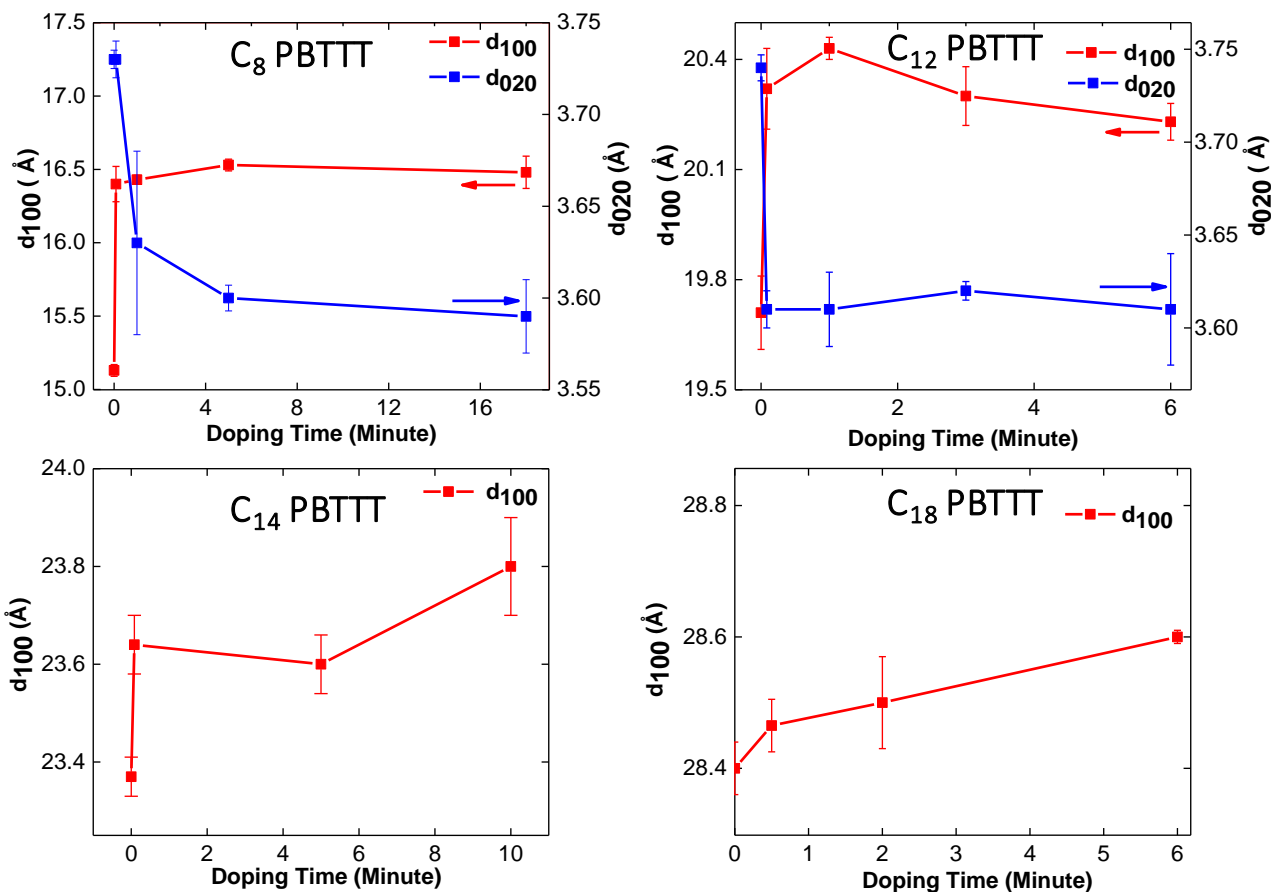 C8 PBTTT
d100
d020
17.5
17.0
16.5
16.0
15.5
15.0
d100 ( Å)
3.75
3.70
3.65
3.60
3.55
d020 (Å)
0 4 8 12 16
Doping Time (Minute)
C12 PBTTT
d100
d020
20.4
20.1
19.8
19.5
d100 (Å)
3.75
3.70
3.65
3.60
d020 (Å)
0 2 4 6
Doping Time (Minute)
C14 PBTTT
d100
24.0
23.8
23.6
23.4
d100 (Å)
0 2 4 6 8 10
Doping Time (Minute)
C18 PBTTT
d100
28.8
28.6
28.4
d100 (Å)
0 1 2 3 4 5 6
Doping Time (Minute)